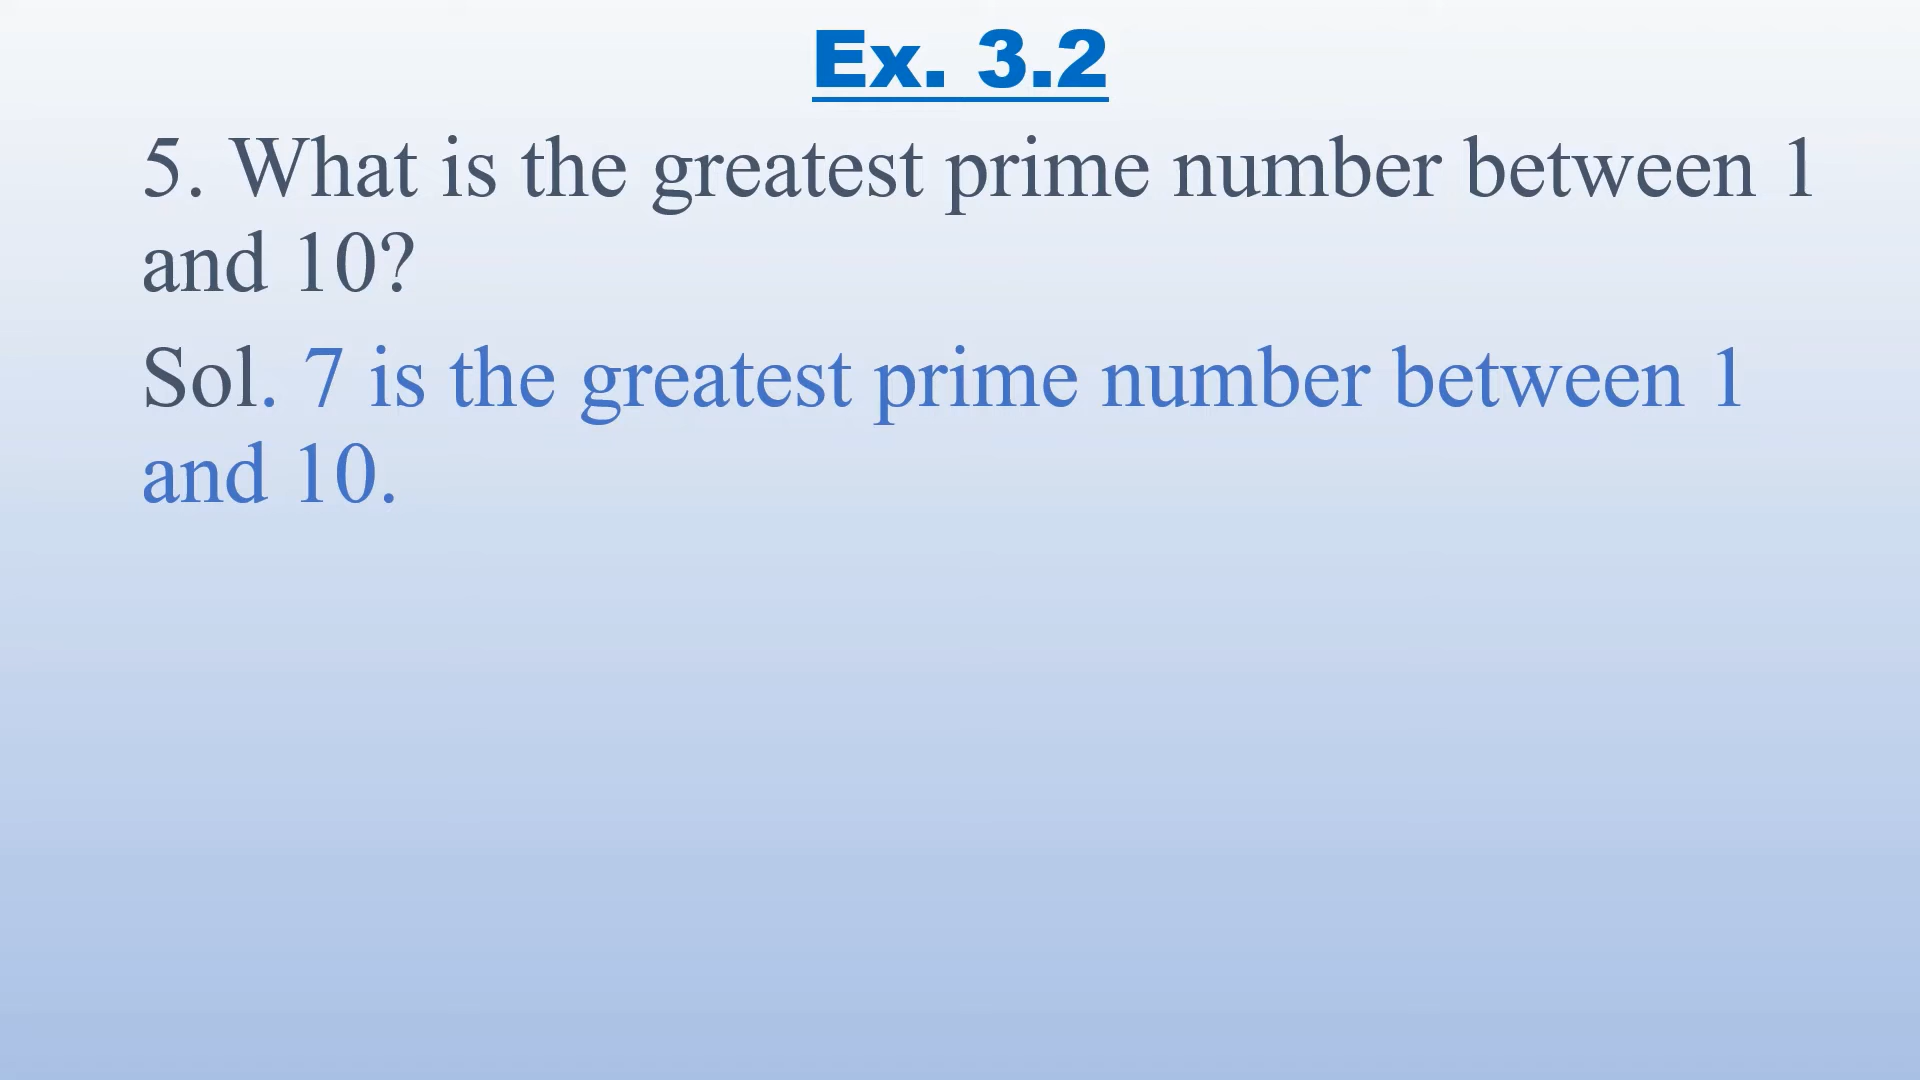 Ex. 3.2
5. What is the greatest prime number between 1
and 10?
Sol. 7 is the greatest prime number between 1
and 10.